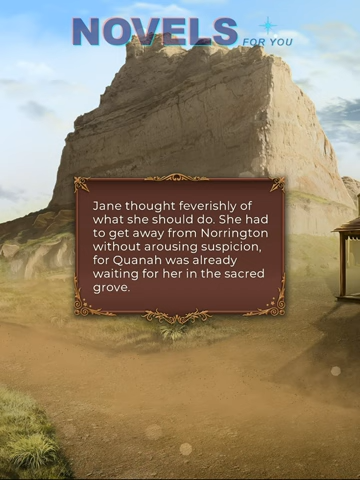 NOVELS
FOR YOU
Jane thought feverishly of
what she should do. She had
to get away from Norrington
without arousing suspicion,
for Quanah was already
waiting for her in the sacred
grove.